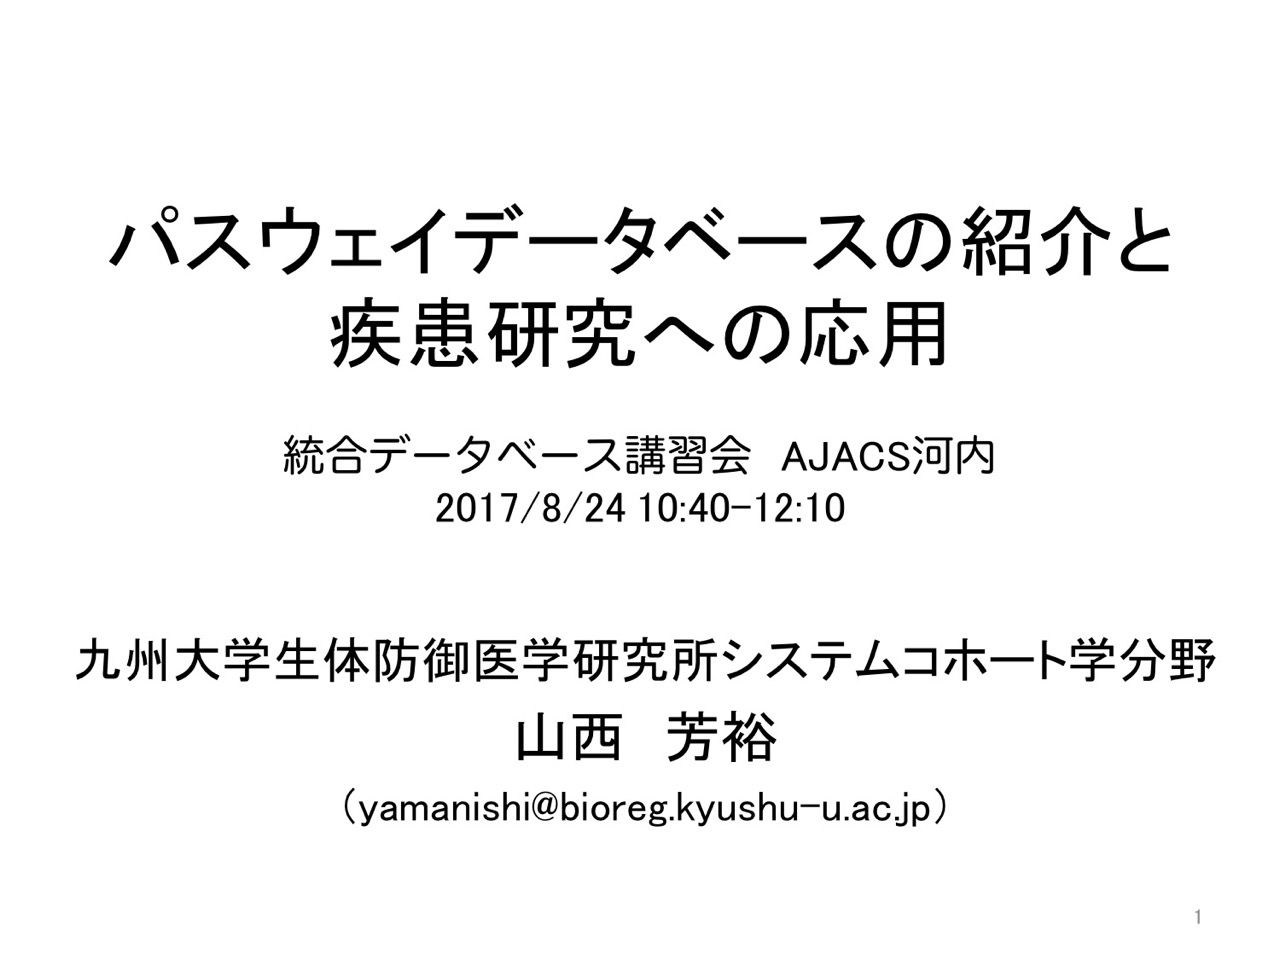 パスウェイデータベースの紹介と
疾患研究への応用
統合データベース講習会　AJACS河内
2017/8/24 10:40-12:10
九州大学生体防御医学研究所システムコホート学分野
山西　芳裕
（yamanishi@bioreg.kyushu-u.ac.jp）
1